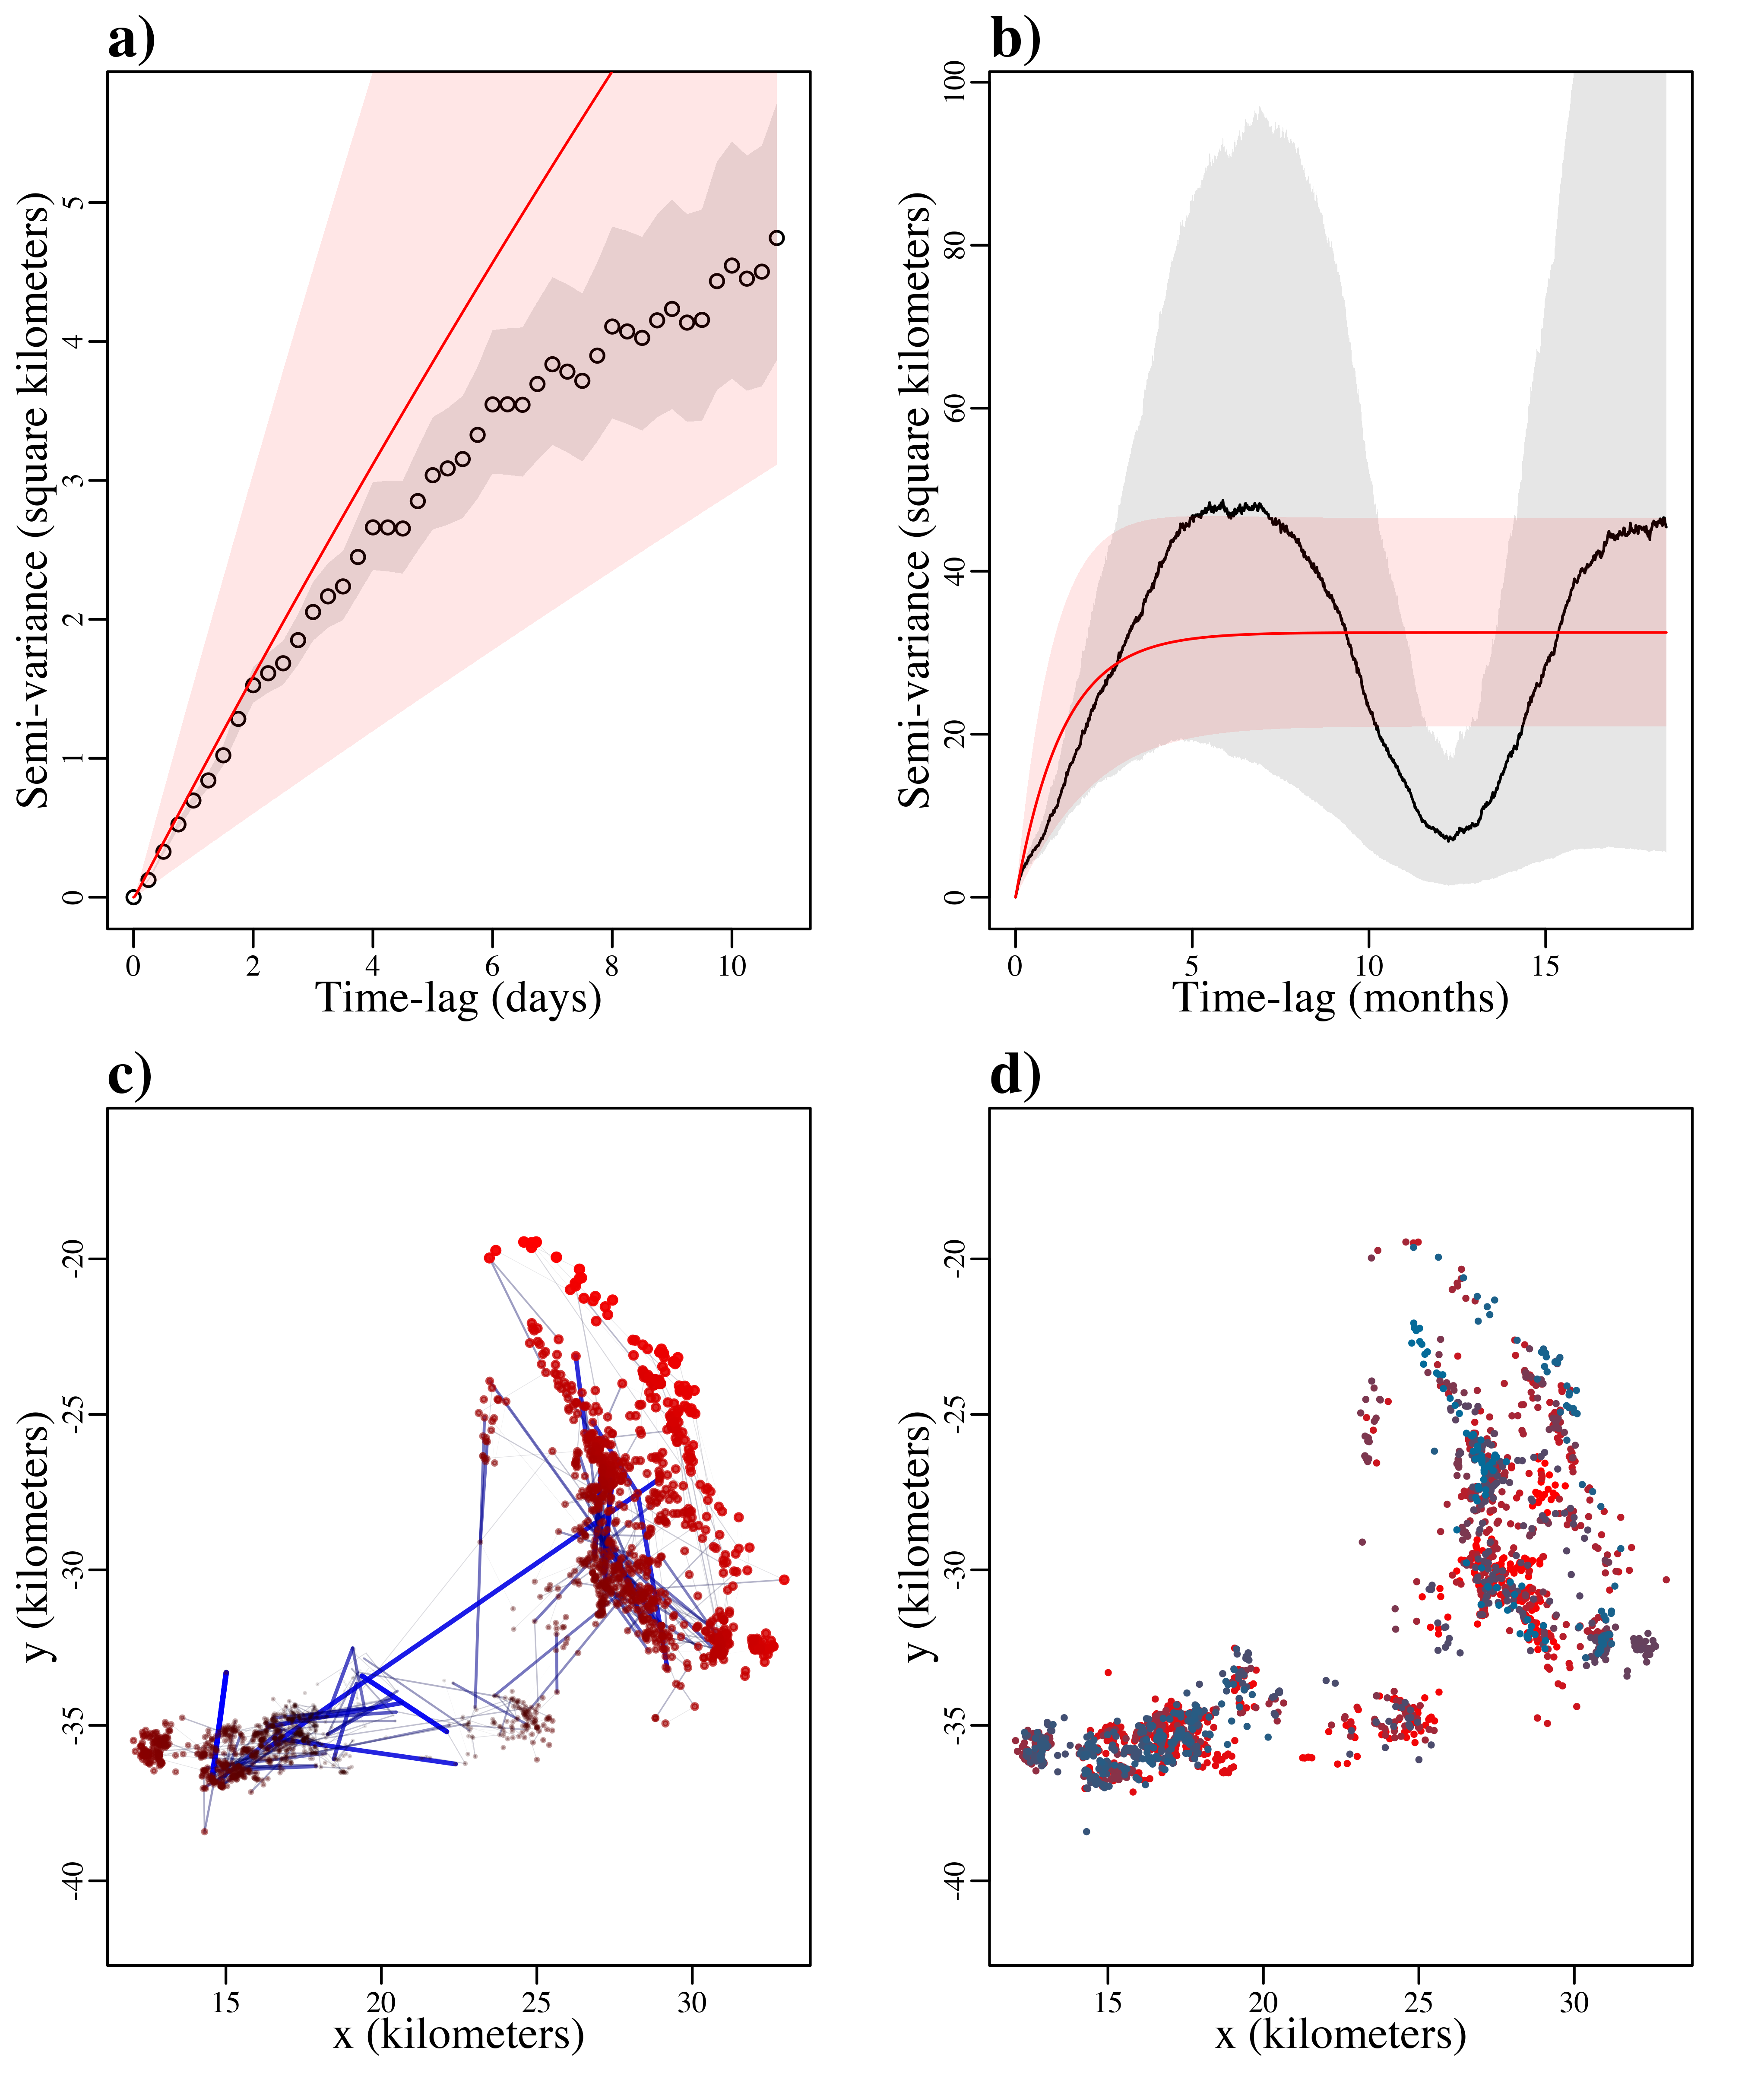 a)
Semi-variance (square kilometers)
5
4
3
2
1
0
0 2 4 6 8 10
Time-lag (days)
b)
Semi-variance (square kilometers)
100
80
60
40
20
0
0 5 10 15
Time-lag (months)
c)
y (kilometers)
-20
-25
-30
-35
-40
15 20 25 30
x (kilometers)
d)
y (kilometers)
-20
-25
-30
-35
-40
15 20 25 30
x (kilometers)